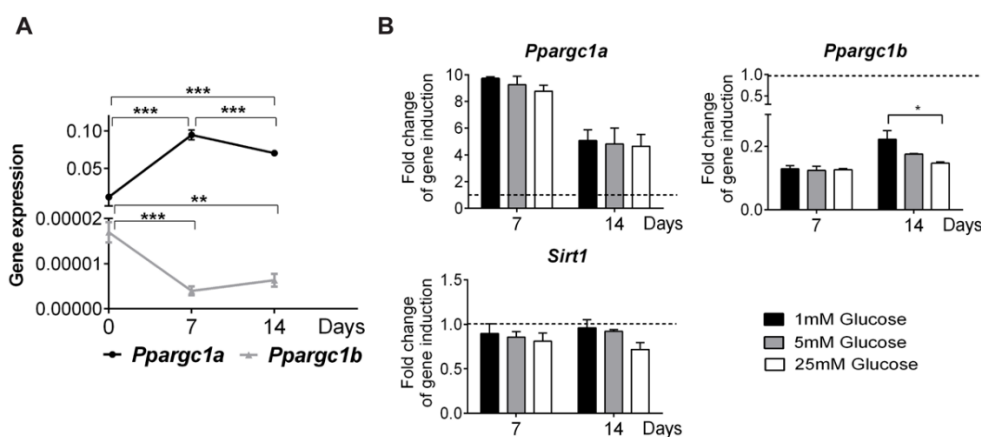 A
Gene expression
***
***
***
0.10
0.05
**
***
0.00002
0.00001
0.00000
0
7
14
Days
Ppargc1a
Ppargc1b
B
Ppargc1a
Fold change
of gene induction
10
8
6
4
2
0
7
14
Days
Ppargc1b
Fold change
of gene induction
1.0
0.5
0.2
0.0
*
7
14
Days
Sirt1
Fold change
of gene induction
1.5
1.0
0.5
0.0
7
14
Days
1mM Glucose
5mM Glucose
25mM Glucose